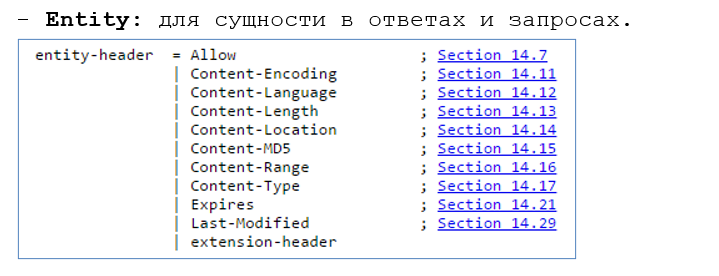 - Entity: для сущности в ответах и запросах.
entity-header = Allow ; Section 14.7
| Content-Encoding ; Section 14.11
| Content-Language ; Section 14.12
| Content-Length ; Section 14.13
| Content-Location ; Section 14.14
| Content-MD5 ; Section 14.15
| Content-Range ; Section 14.16
| Content-Type ; Section 14.17
| Expires ; Section 14.21
| Last-Modified ; Section 14.29
| extension-header